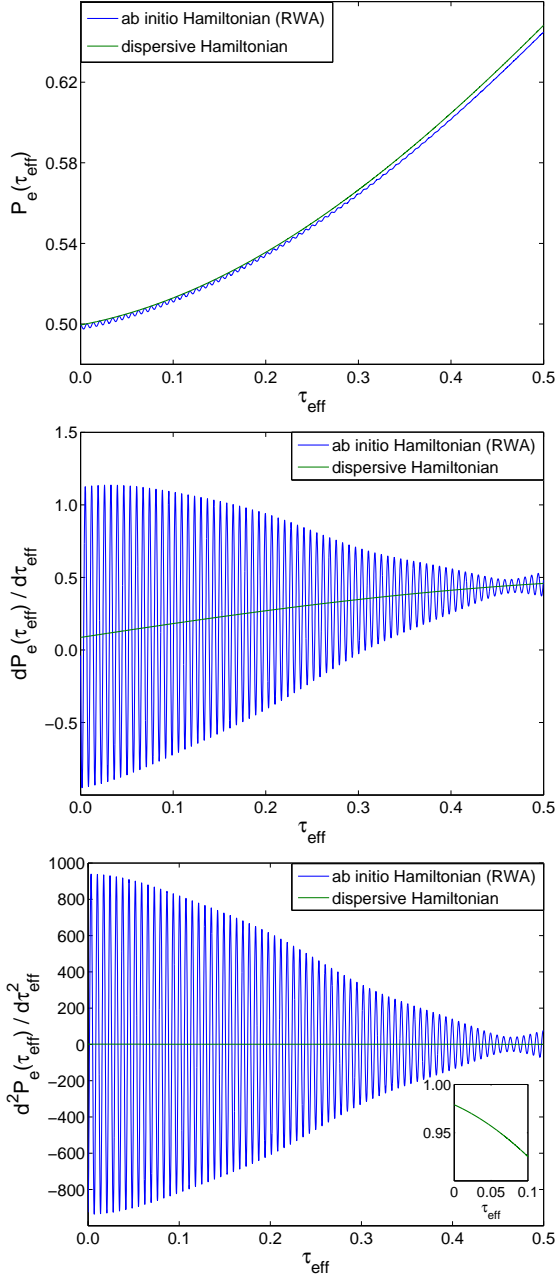 ab initio Hamiltonian (RWA)
dispersive Hamiltonian
0.62
0.58
0.54
0.50
P_e(τ_eff)
0.0 0.1 0.2 0.3 0.4 0.5
τ_eff
1.5
ab initio Hamiltonian (RWA)
dispersive Hamiltonian
1.0
0.5
0.0
−0.5
dP_e(τ_eff) / dτ_eff
0.0 0.1 0.2 0.3 0.4 0.5
τ_eff
1000
ab initio Hamiltonian (RWA)
dispersive Hamiltonian
800
600
400
200
0
−200
−400
−600
−800
d²P_e(τ_eff) / dτ²_eff
1.00
0.95
0 0.05 0.1
τ_eff
0.0 0.1 0.2 0.3 0.4 0.5
τ_eff